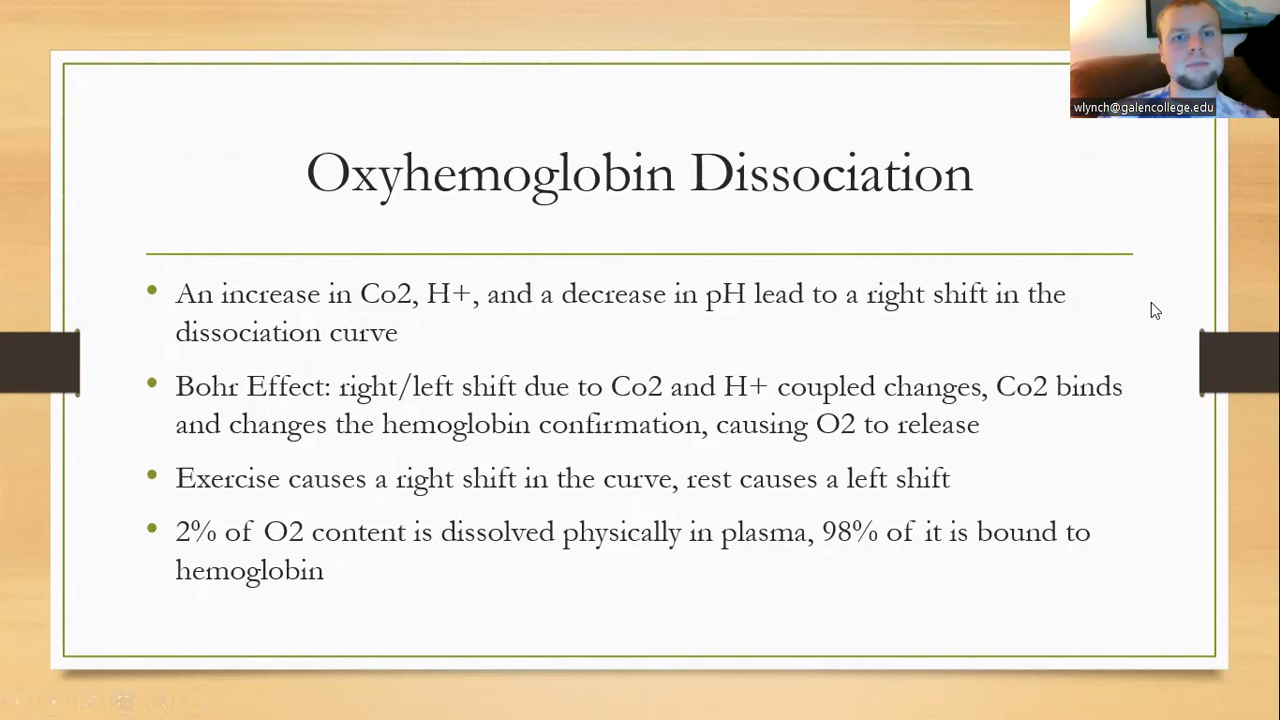 wlynch@galencollege.edu
Oxyhemoglobin Dissociation
• An increase in Co2, H+, and a decrease in pH lead to a right shift in the
dissociation curve
• Bohr Effect: right/left shift due to Co2 and H+ coupled changes, Co2 binds
and changes the hemoglobin confirmation, causing O2 to release
• Exercise causes a right shift in the curve, rest causes a left shift
• 2% of O2 content is dissolved physically in plasma, 98% of it is bound to
hemoglobin